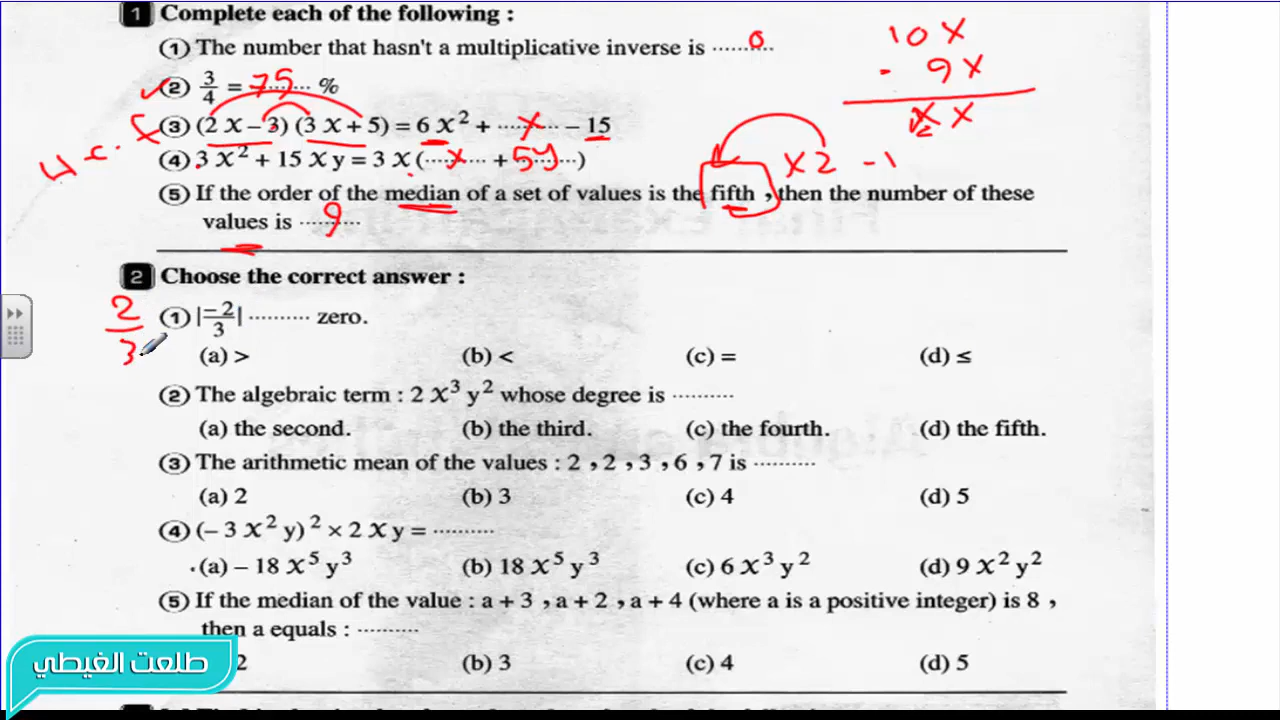 1 Complete each of the following :
(1) The number that hasn't a multiplicative inverse is ......0......
(2) 3/4 = 75 %
(3) (2 X – 3) (3 X + 5) = 6 X² + ......X...... – 15
(4) 3 X² + 15 X y = 3 X (......X...... + 5y......)
(5) If the order of the median of a set of values is the fifth , then the number of these
values is ......9......
10 X
- 9 X
X X
X 2 - 1
H.C.F
2 Choose the correct answer :
2/3
(1) |–2/3| .......... zero.
(a) > (b) < (c) = (d) ≤
(2) The algebraic term : 2 X³ y² whose degree is ..........
(a) the second. (b) the third. (c) the fourth. (d) the fifth.
(3) The arithmetic mean of the values : 2 , 2 , 3 , 6 , 7 is ..........
(a) 2 (b) 3 (c) 4 (d) 5
(4) (– 3 X² y)² × 2 X y = ..........
(a) – 18 X⁵ y³ (b) 18 X⁵ y³ (c) 6 X³ y² (d) 9 X² y²
(5) If the median of the value : a + 3 , a + 2 , a + 4 (where a is a positive integer) is 8 ,
then a equals : ..........
2 (b) 3 (c) 4 (d) 5
طلعت الغيطي